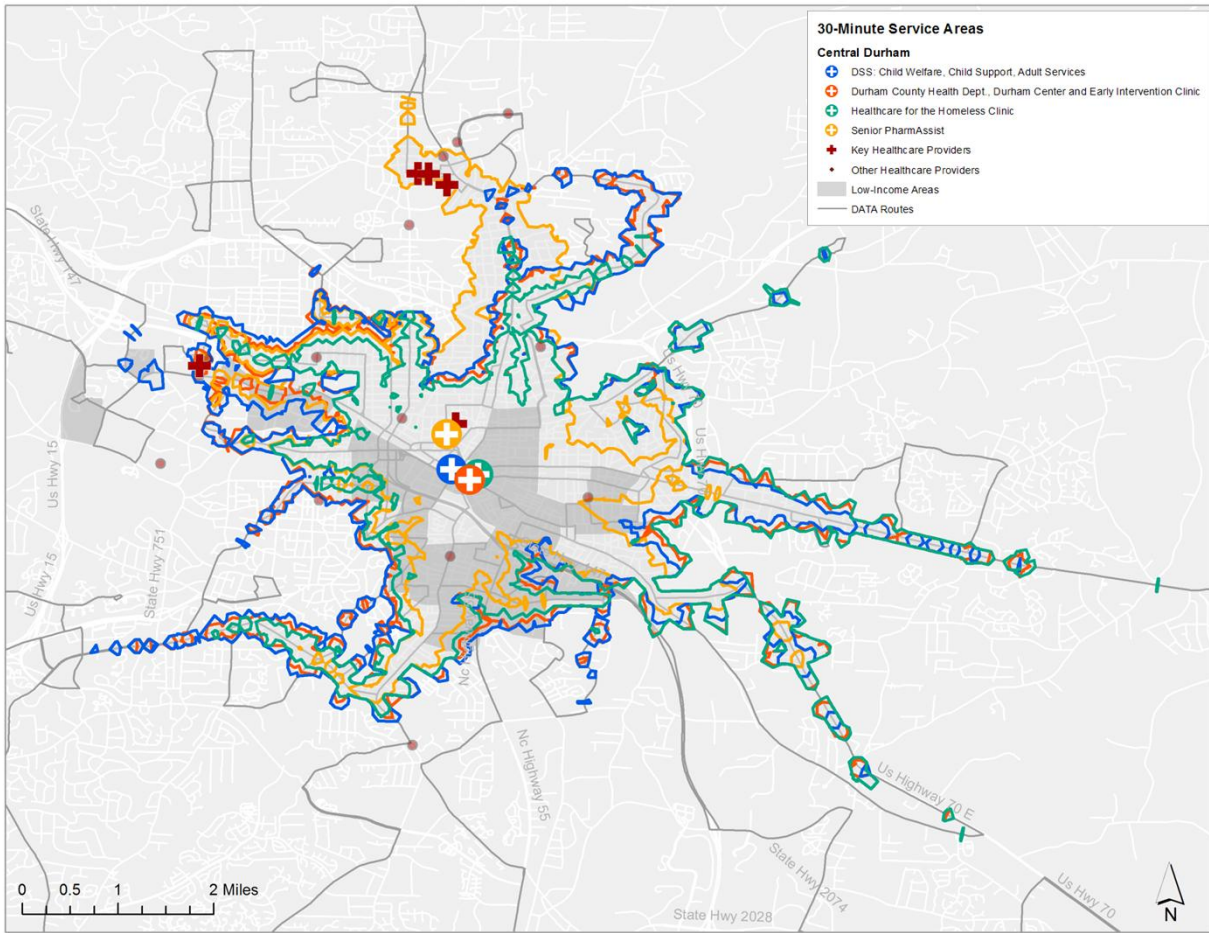 30-Minute Service Areas
Central Durham
DSS: Child Welfare, Child Support, Adult Services
Durham County Health Dept., Durham Center and Early Intervention Clinic
Healthcare for the Homeless Clinic
Senior PharmAssist
Key Healthcare Providers
Other Healthcare Providers
Low-Income Areas
DATA Routes
State Hwy 147
Us Hwy 15
Us Hwy 15
State Hwy 751
Nc Highway 55
Us Highway 70 E
State Hwy 2074
Us Hwy 70
State Hwy 2028
0 0.5 1 2 Miles
N